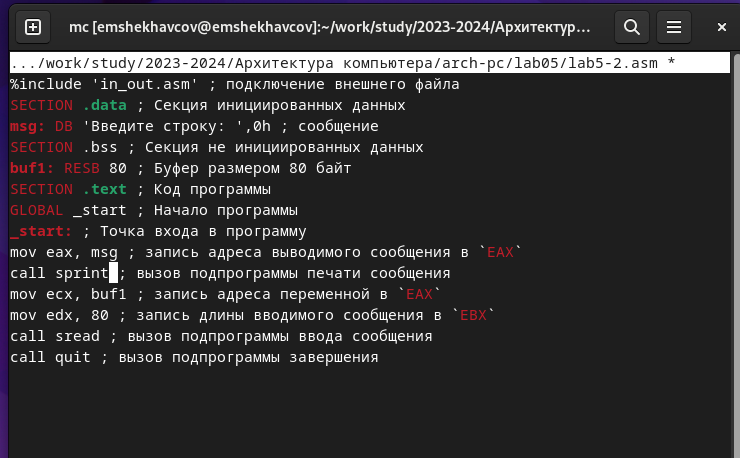 mc [emshekhavcov@emshekhavcov]:~/work/study/2023-2024/Архитектур...
.../work/study/2023-2024/Архитектура компьютера/arch-pc/lab05/lab5-2.asm *
%include 'in_out.asm' ; подключение внешнего файла
SECTION .data ; Секция инициированных данных
msg: DB 'Введите строку: ',0h ; сообщение
SECTION .bss ; Секция не инициированных данных
buf1: RESB 80 ; Буфер размером 80 байт
SECTION .text ; Код программы
GLOBAL _start ; Начало программы
_start: ; Точка входа в программу
mov eax, msg ; запись адреса выводимого сообщения в `EAX`
call sprint ; вызов подпрограммы печати сообщения
mov ecx, buf1 ; запись адреса переменной в `EAX`
mov edx, 80 ; запись длины вводимого сообщения в `EBX`
call sread ; вызов подпрограммы ввода сообщения
call quit ; вызов подпрограммы завершения